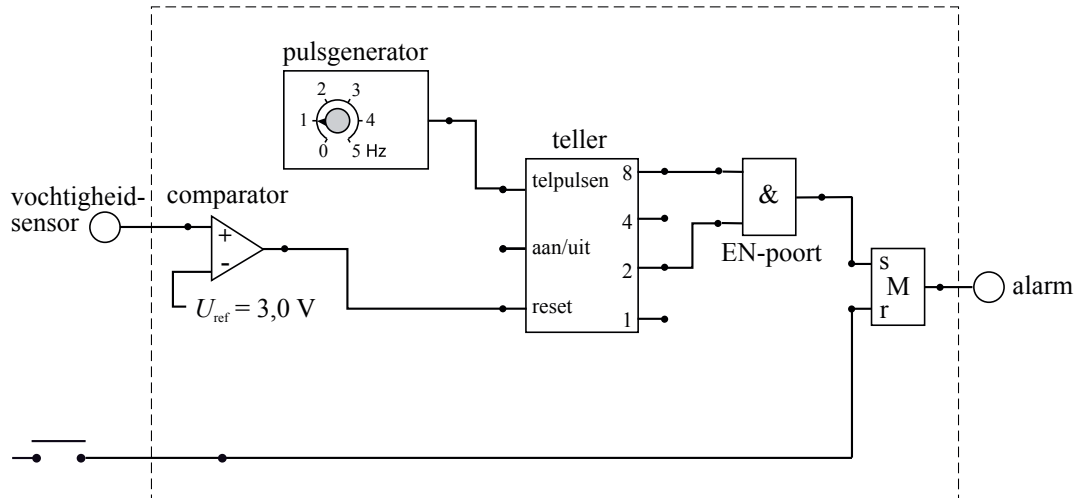 pulsgenerator
2
3
1
4
0
5 Hz
teller
telpulsen
8
vochtigheid-
sensor
comparator
+
-
&
4
aan/uit
EN-poort
2
s
M
r
alarm
Uref = 3,0 V
reset
1